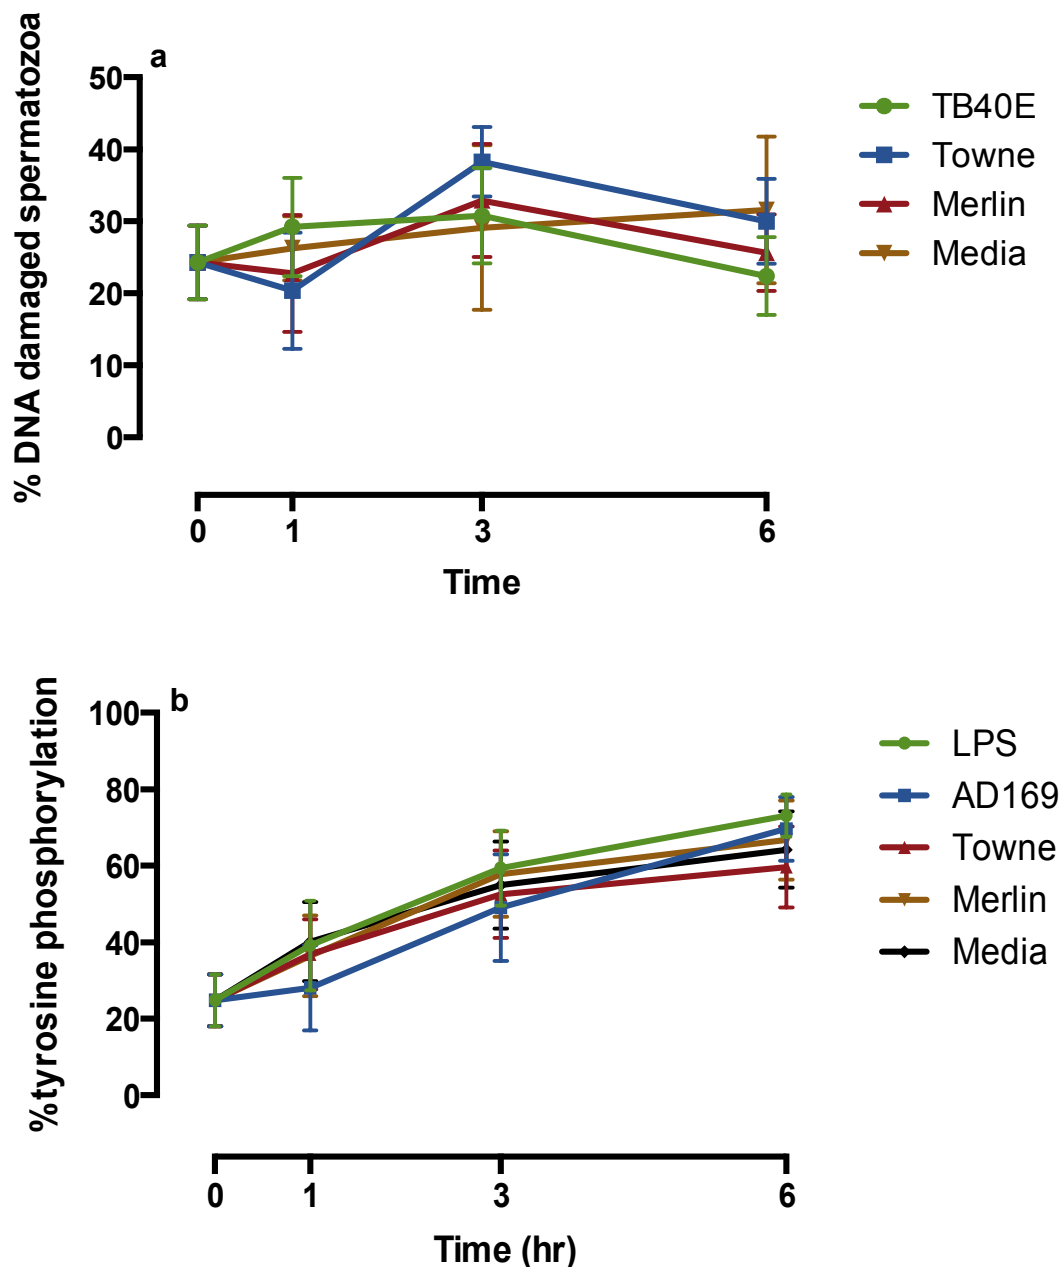 a
% DNA damaged spermatozoa
50
40
30
20
10
0
0 1 3 6
Time
TB40E
Towne
Merlin
Media
b
%tyrosine phosphorylation
100
80
60
40
20
0
0 1 3 6
Time (hr)
LPS
AD169
Towne
Merlin
Media